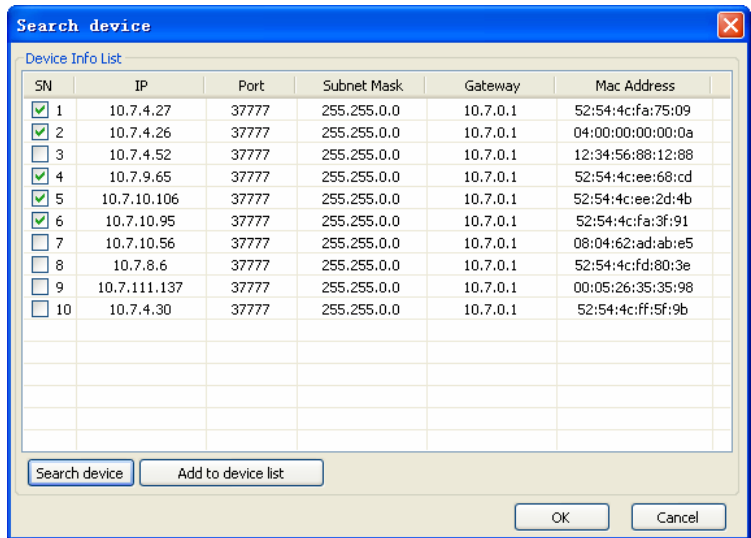 Search device
Device Info List
SN IP Port Subnet Mask Gateway Mac Address
1 10.7.4.27 37777 255.255.0.0 10.7.0.1 52:54:4c:fa:75:09
2 10.7.4.26 37777 255.255.0.0 10.7.0.1 04:00:00:00:00:0a
3 10.7.4.52 37777 255.255.0.0 10.7.0.1 12:34:56:88:12:88
4 10.7.9.65 37777 255.255.0.0 10.7.0.1 52:54:4c:ee:68:cd
5 10.7.10.106 37777 255.255.0.0 10.7.0.1 52:54:4c:ee:2d:4b
6 10.7.10.95 37777 255.255.0.0 10.7.0.1 52:54:4c:fa:3f:91
7 10.7.10.56 37777 255.255.0.0 10.7.0.1 08:04:62:ad:ab:e5
8 10.7.8.6 37777 255.255.0.0 10.7.0.1 52:54:4c:fd:80:3e
9 10.7.111.137 37777 255.255.0.0 10.7.0.1 00:05:26:35:35:98
10 10.7.4.30 37777 255.255.0.0 10.7.0.1 52:54:4c:ff:5f:9b
Search device Add to device list
OK Cancel